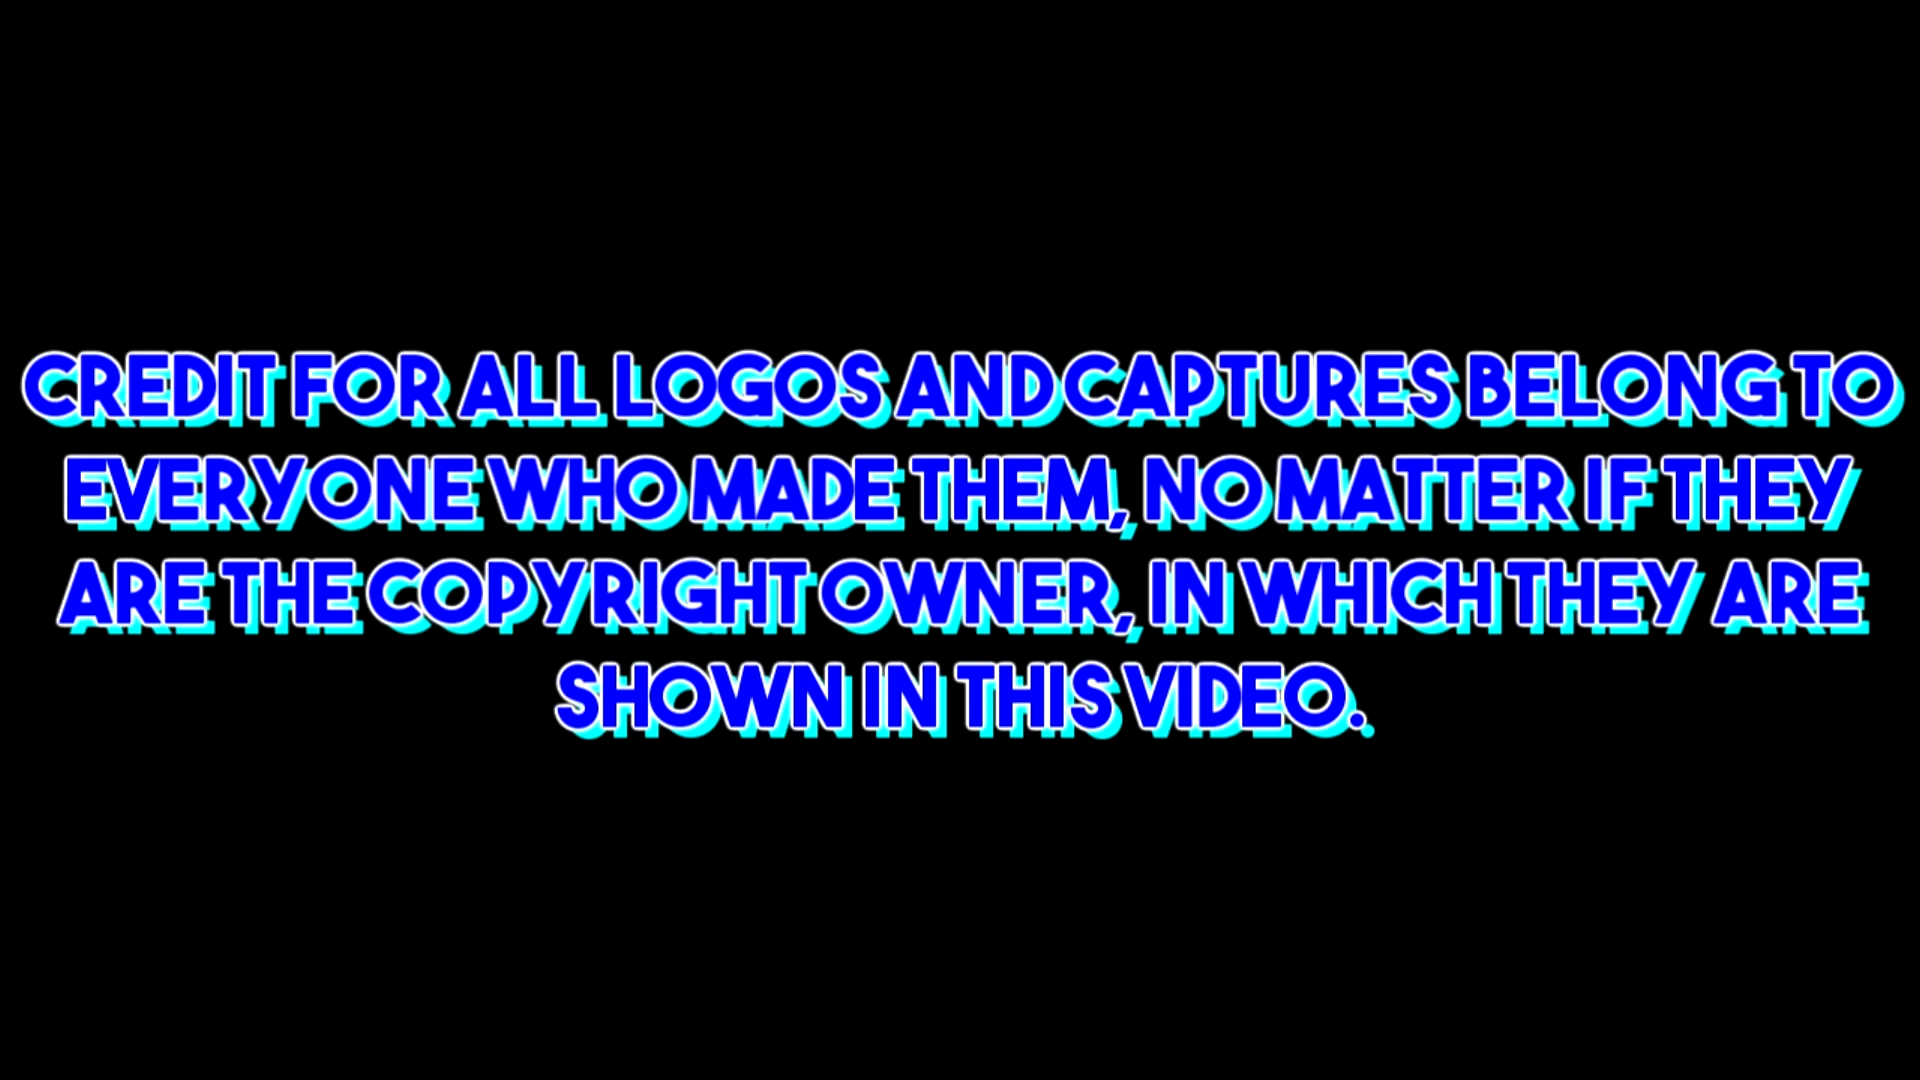 CREDIT FOR ALL LOGOS AND CAPTURES BELONG TO
EVERYONE WHO MADE THEM, NO MATTER IF THEY
ARE THE COPYRIGHT OWNER, IN WHICH THEY ARE
SHOWN IN THIS VIDEO.